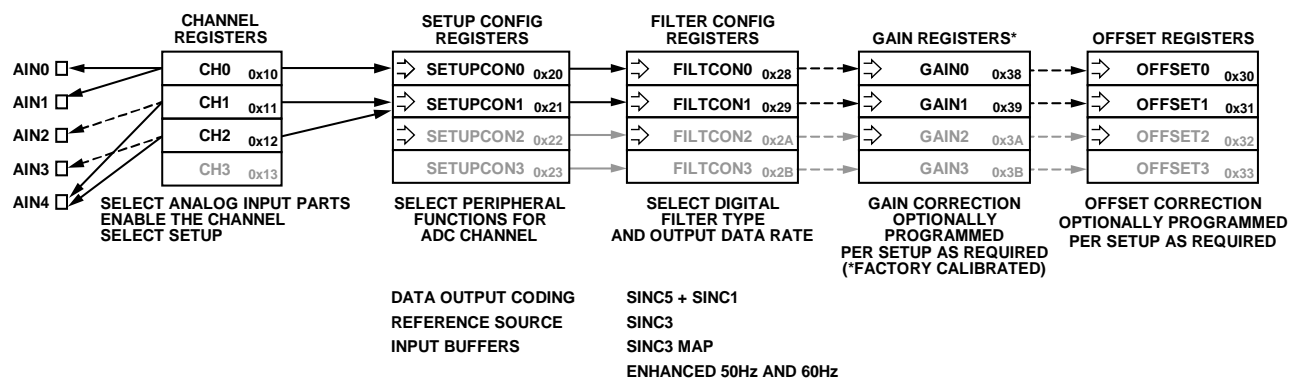 CHANNEL
REGISTERS
SETUP CONFIG
REGISTERS
FILTER CONFIG
REGISTERS
GAIN REGISTERS*
OFFSET REGISTERS
AIN0
AIN1
AIN2
AIN3
AIN4
CH0 0x10
CH1 0x11
CH2 0x12
CH3 0x13
SETUPCON0 0x20
SETUPCON1 0x21
SETUPCON2 0x22
SETUPCON3 0x23
FILTCON0 0x28
FILTCON1 0x29
FILTCON2 0x2A
FILTCON3 0x2B
GAIN0 0x38
GAIN1 0x39
GAIN2 0x3A
GAIN3 0x3B
OFFSET0 0x30
OFFSET1 0x31
OFFSET2 0x32
OFFSET3 0x33
SELECT ANALOG INPUT PARTS
ENABLE THE CHANNEL
SELECT SETUP
SELECT PERIPHERAL
FUNCTIONS FOR
ADC CHANNEL
SELECT DIGITAL
FILTER TYPE
AND OUTPUT DATA RATE
GAIN CORRECTION
OPTIONALLY
PROGRAMMED
PER SETUP AS REQUIRED
(*FACTORY CALIBRATED)
OFFSET CORRECTION
OPTIONALLY PROGRAMMED
PER SETUP AS REQUIRED
DATA OUTPUT CODING
REFERENCE SOURCE
INPUT BUFFERS
SINC5 + SINC1
SINC3
SINC3 MAP
ENHANCED 50Hz AND 60Hz